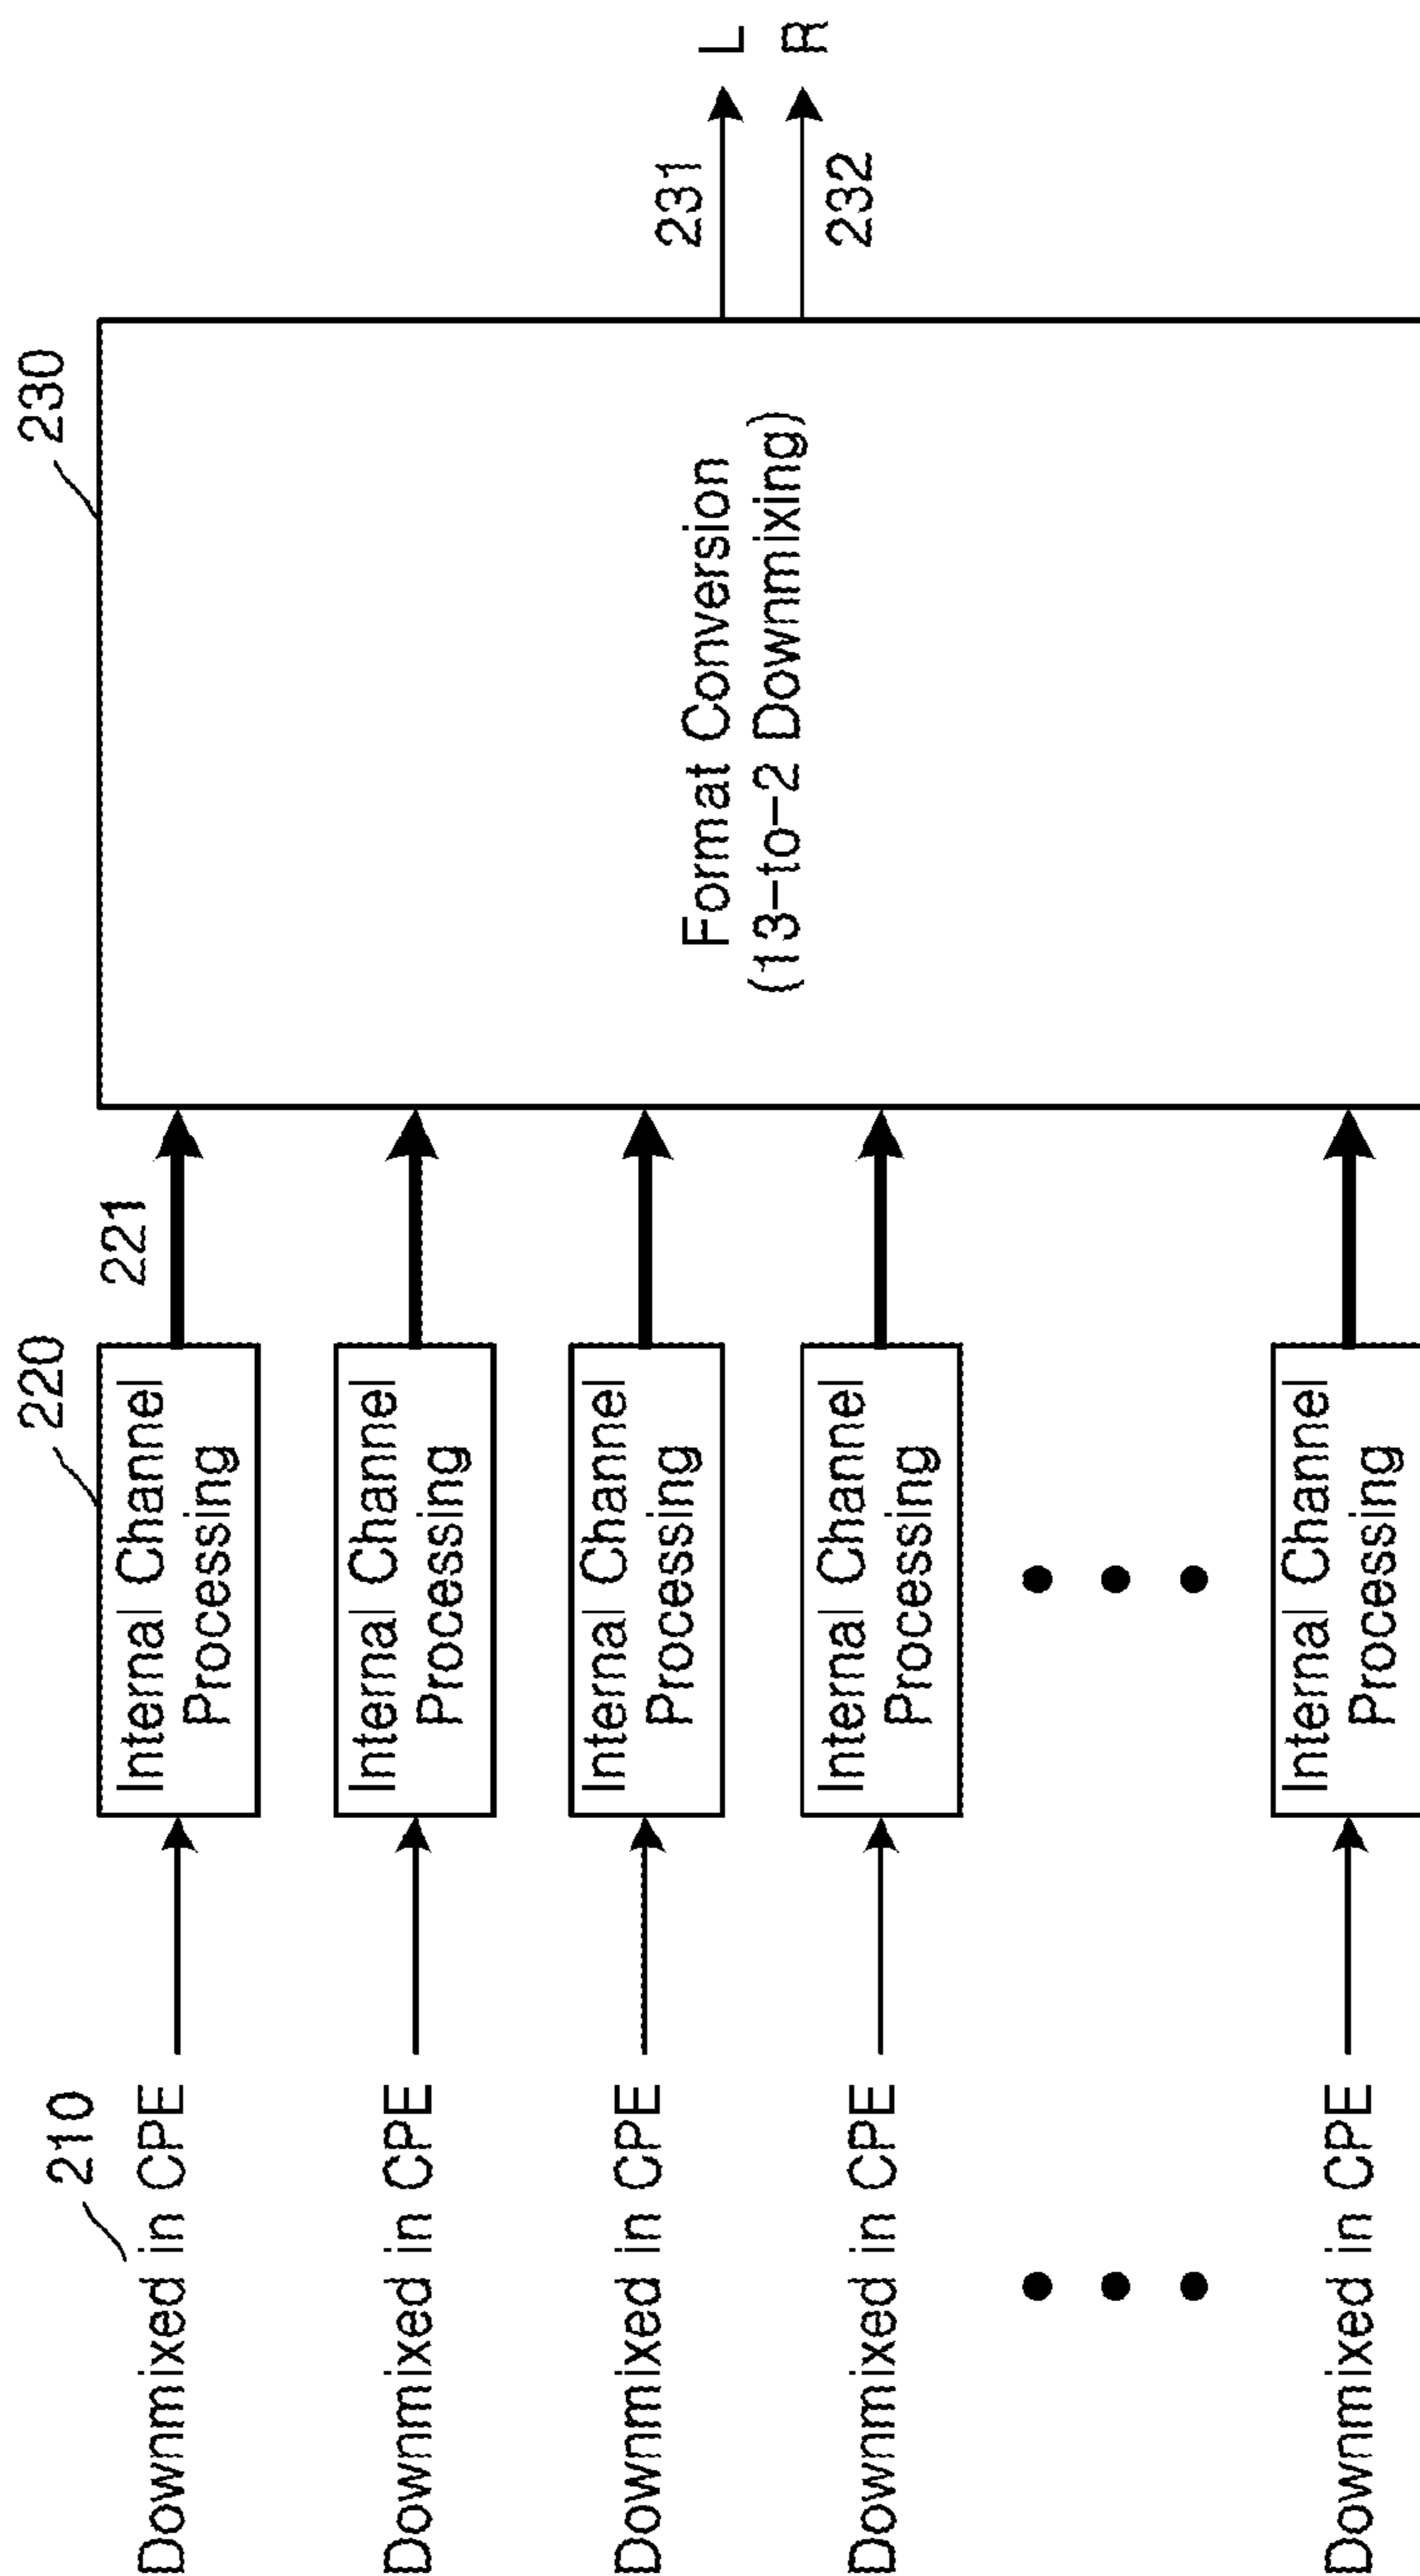 210
Downmixed in CPE
220
Internal Channel
Processing
221
230
Format Conversion
(13-to-2 Downmixing)
231
L
R
232
Downmixed in CPE
Internal Channel
Processing
Downmixed in CPE
Internal Channel
Processing
Downmixed in CPE
Internal Channel
Processing
Downmixed in CPE
Internal Channel
Processing